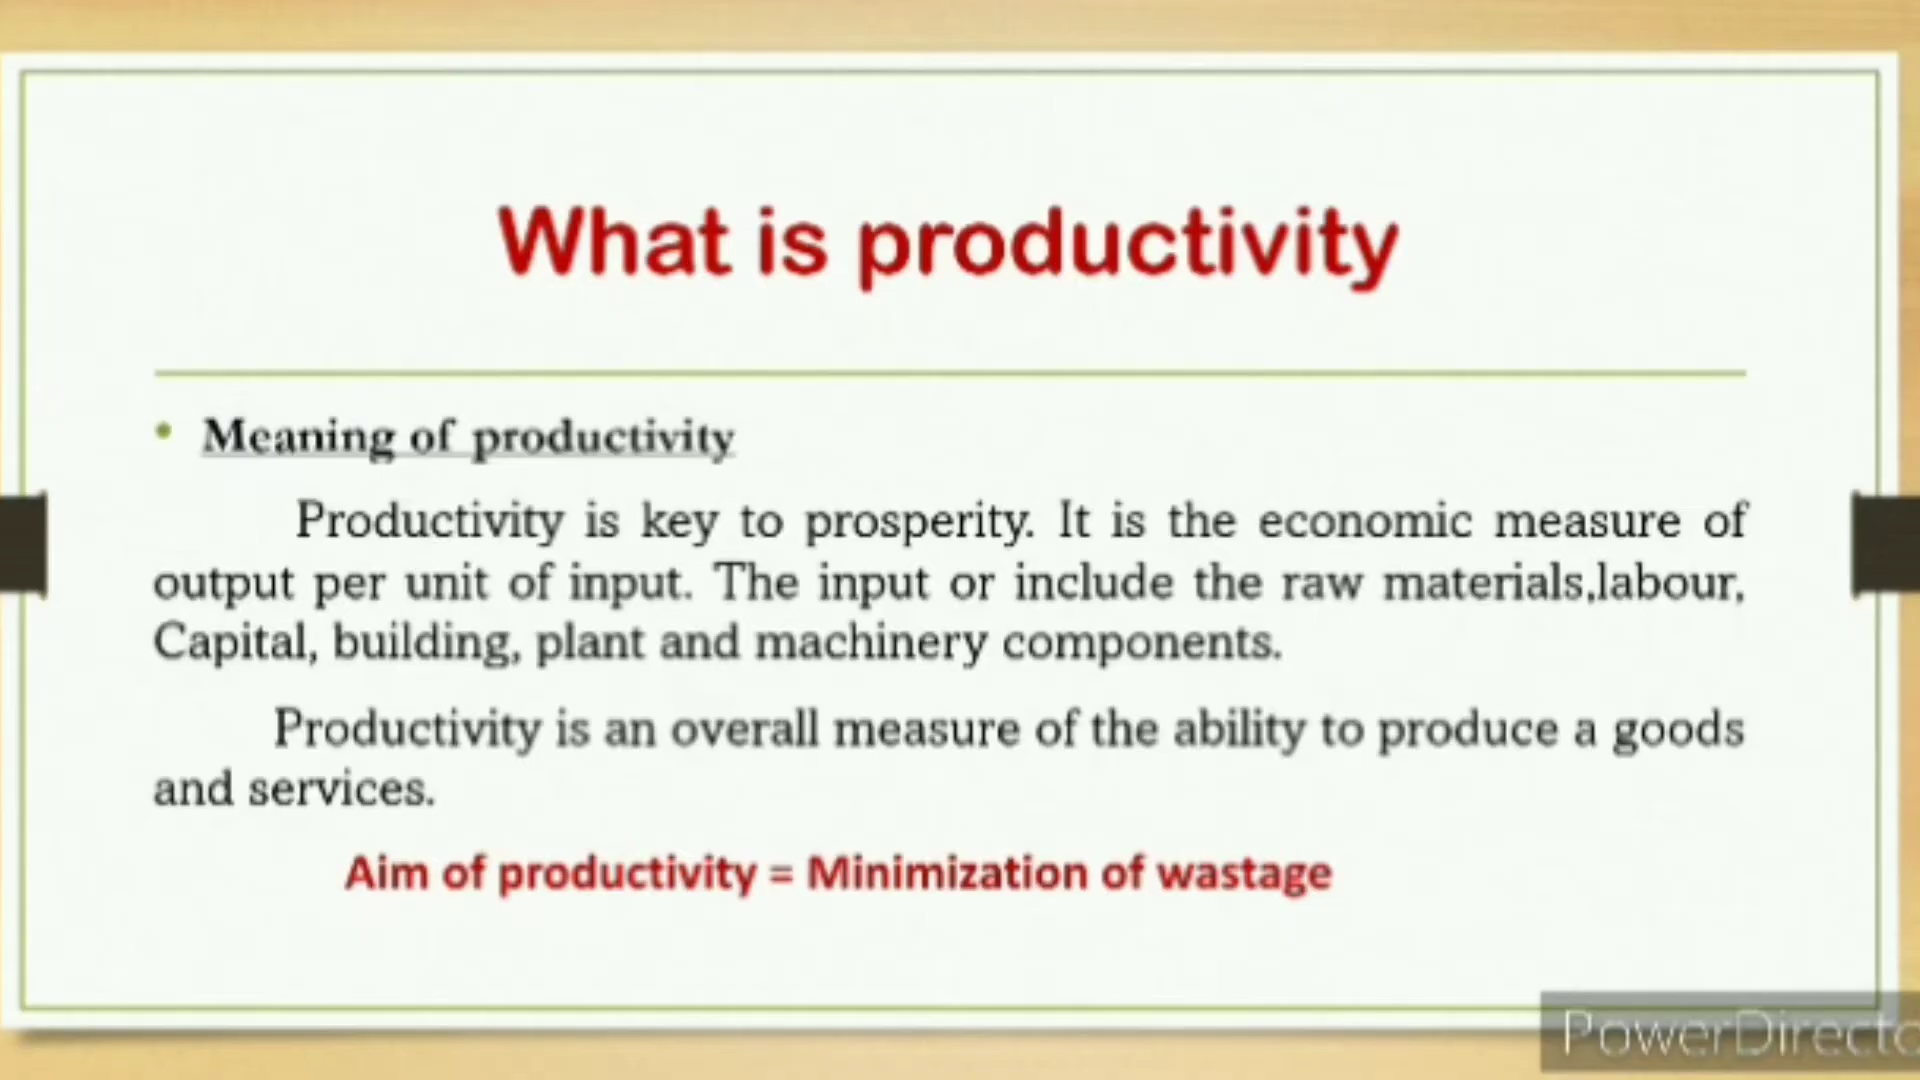 What is productivity
• Meaning of productivity
Productivity is key to prosperity. It is the economic measure of
output per unit of input. The input or include the raw materials,labour,
Capital, building, plant and machinery components.
Productivity is an overall measure of the ability to produce a goods
and services.
Aim of productivity = Minimization of wastage
PowerDirecto